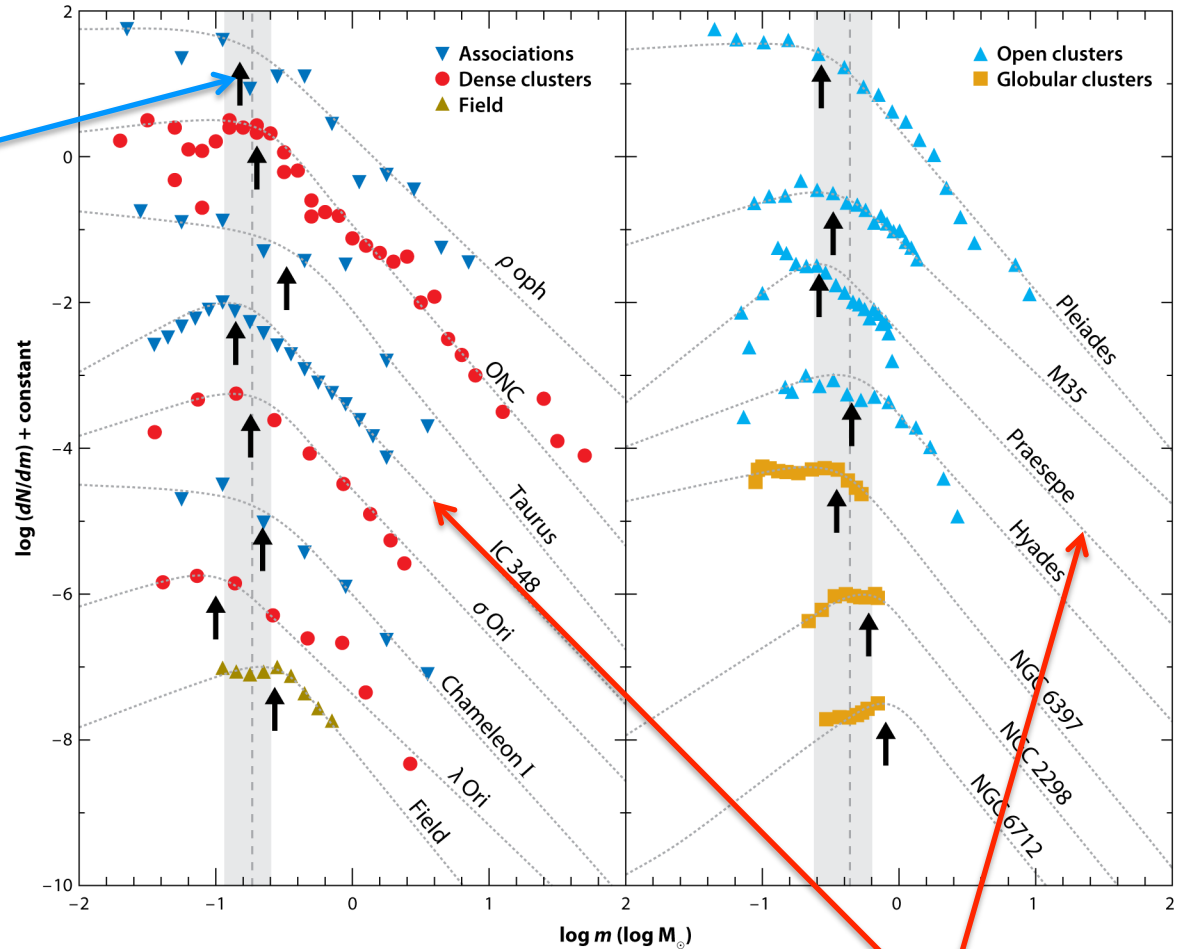 2
0
−2
−4
−6
−8
−10
log (dN/dm) + constant
Associations
Dense clusters
Field
ρ oph
ONC
Taurus
IC 348
σ Ori
Chameleon I
λ Ori
Field
−2
−1
0
1
2
Open clusters
Globular clusters
Pleiades
M35
Praesepe
Hyades
NGC 6397
NGC 2298
NGC 6712
−1
0
1
2
log m (log M⊙)